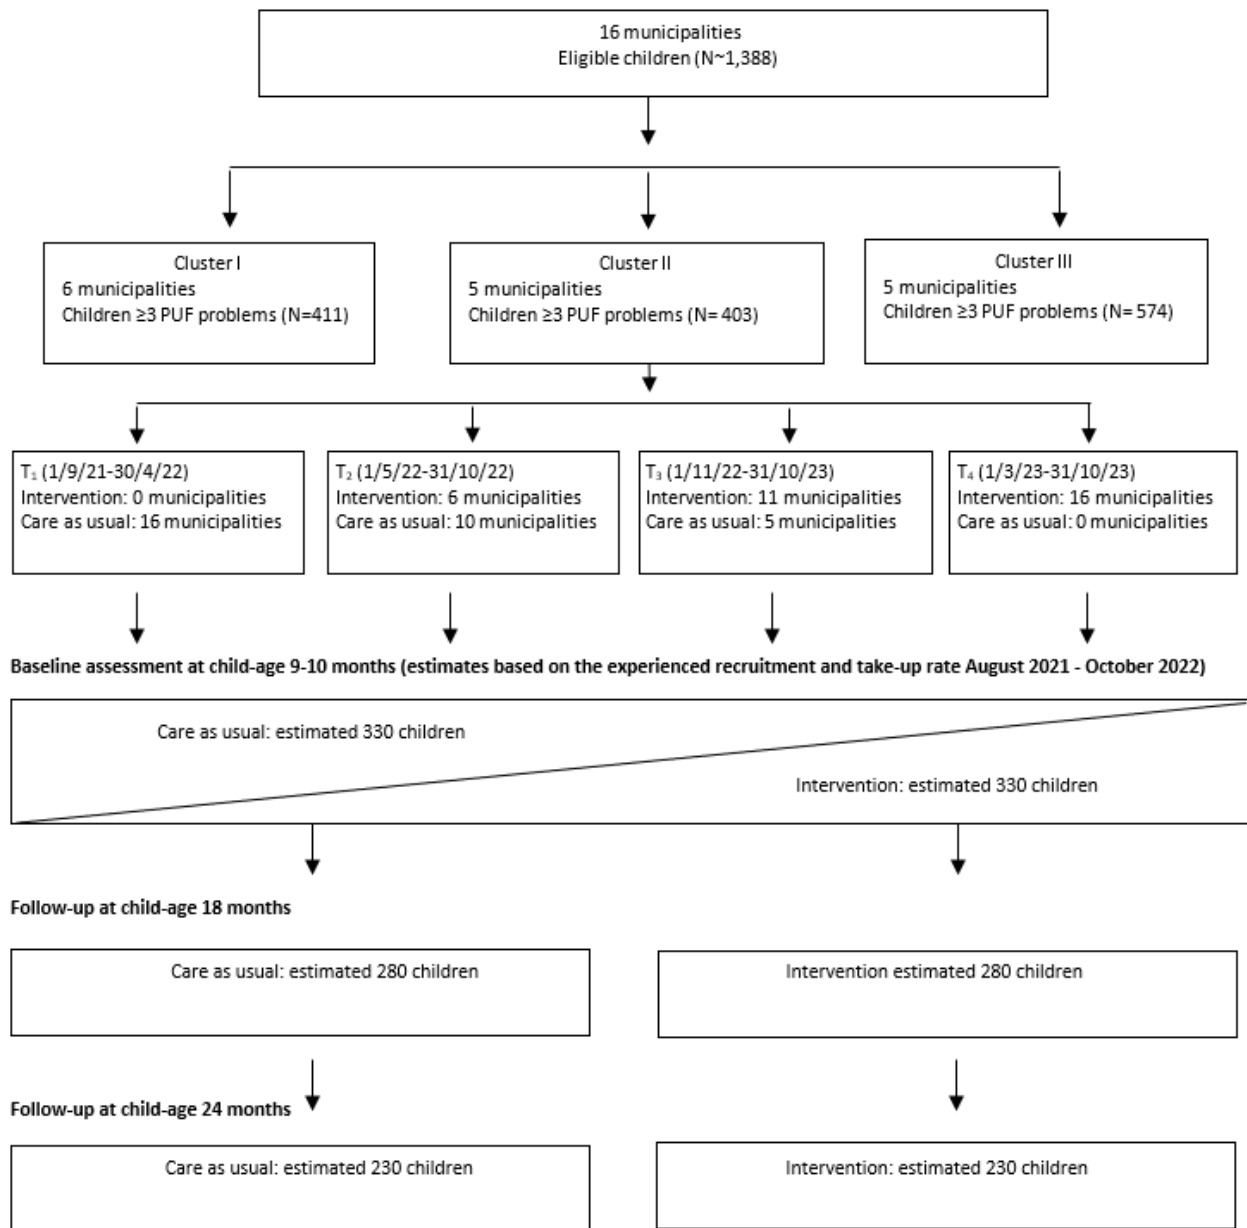 16 municipalities
Eligible children (N~1,388)
Cluster I
6 municipalities
Children ≥3 PUF problems (N=411)
Cluster II
5 municipalities
Children ≥3 PUF problems (N= 403)
Cluster III
5 municipalities
Children ≥3 PUF problems (N= 574)
T₁ (1/9/21-30/4/22)
Intervention: 0 municipalities
Care as usual: 16 municipalities
T₂ (1/5/22-31/10/22)
Intervention: 6 municipalities
Care as usual: 10 municipalities
T₃ (1/11/22-31/10/23)
Intervention: 11 municipalities
Care as usual: 5 municipalities
T₄ (1/3/23-31/10/23)
Intervention: 16 municipalities
Care as usual: 0 municipalities
Baseline assessment at child-age 9-10 months (estimates based on the experienced recruitment and take-up rate August 2021 - October 2022)
Care as usual: estimated 330 children
Intervention: estimated 330 children
Follow-up at child-age 18 months
Care as usual: estimated 280 children
Intervention estimated 280 children
Follow-up at child-age 24 months
Care as usual: estimated 230 children
Intervention: estimated 230 children